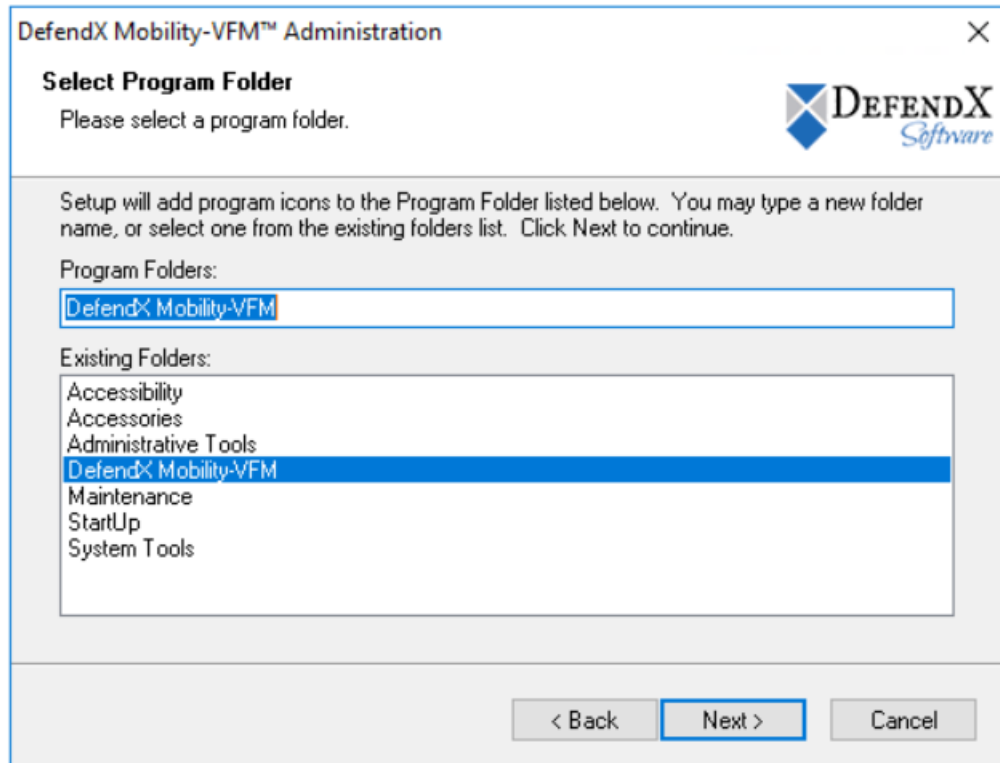 DefendX Mobility-VFM™ Administration
Select Program Folder
Please select a program folder.
DEFENDX
Software
Setup will add program icons to the Program Folder listed below.  You may type a new folder
name, or select one from the existing folders list.  Click Next to continue.
Program Folders:
DefendX Mobility-VFM
Existing Folders:
Accessibility
Accessories
Administrative Tools
DefendX Mobility-VFM
Maintenance
StartUp
System Tools
< Back
Next >
Cancel